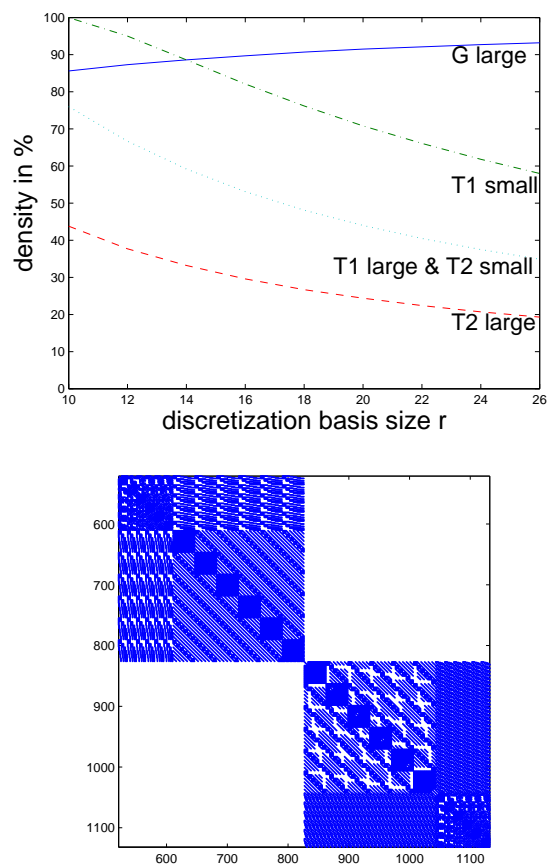 100
90
80
70
60
50
40
30
20
10
0
density in %
G large
T1 small
T1 large & T2 small
T2 large
10 12 14 16 18 20 22 24 26
discretization basis size r
600
700
800
900
1000
1100
600 700 800 900 1000 1100